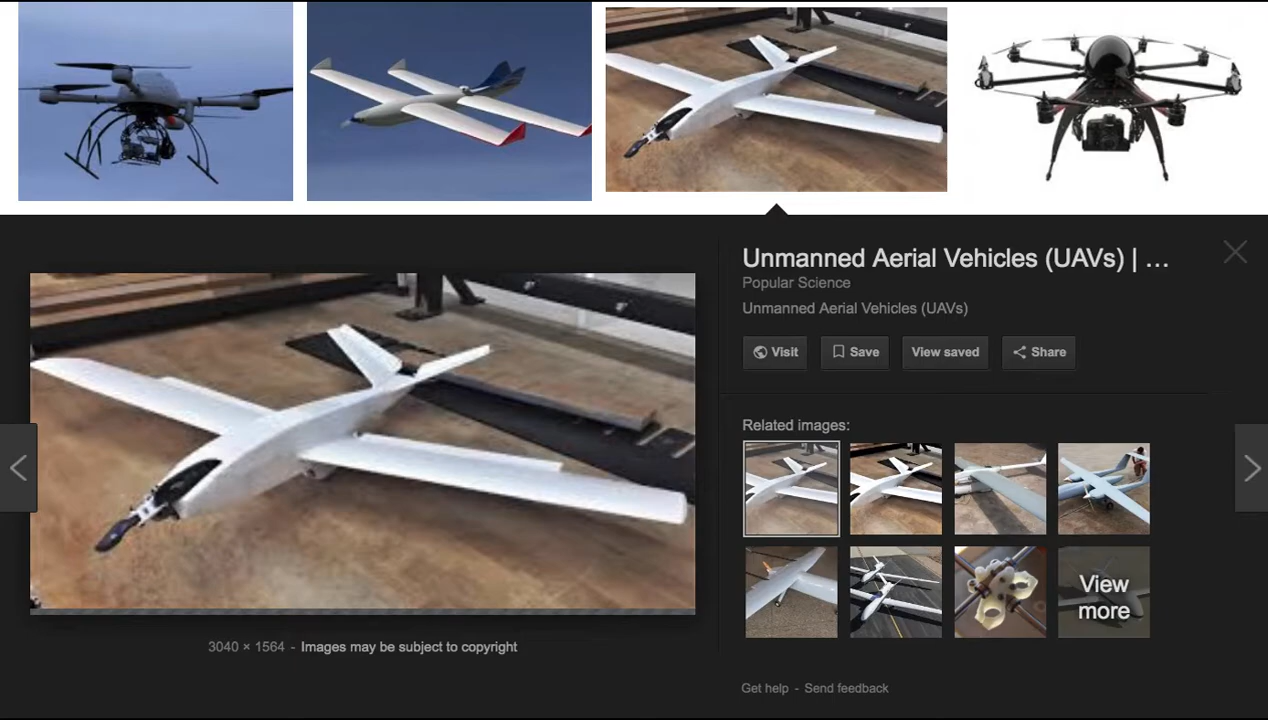 Unmanned Aerial Vehicles (UAVs) | ...
Popular Science
Unmanned Aerial Vehicles (UAVs)
Visit
Save
View saved
Share
Related images:
View
more
3040 × 1564 - Images may be subject to copyright
Get help - Send feedback